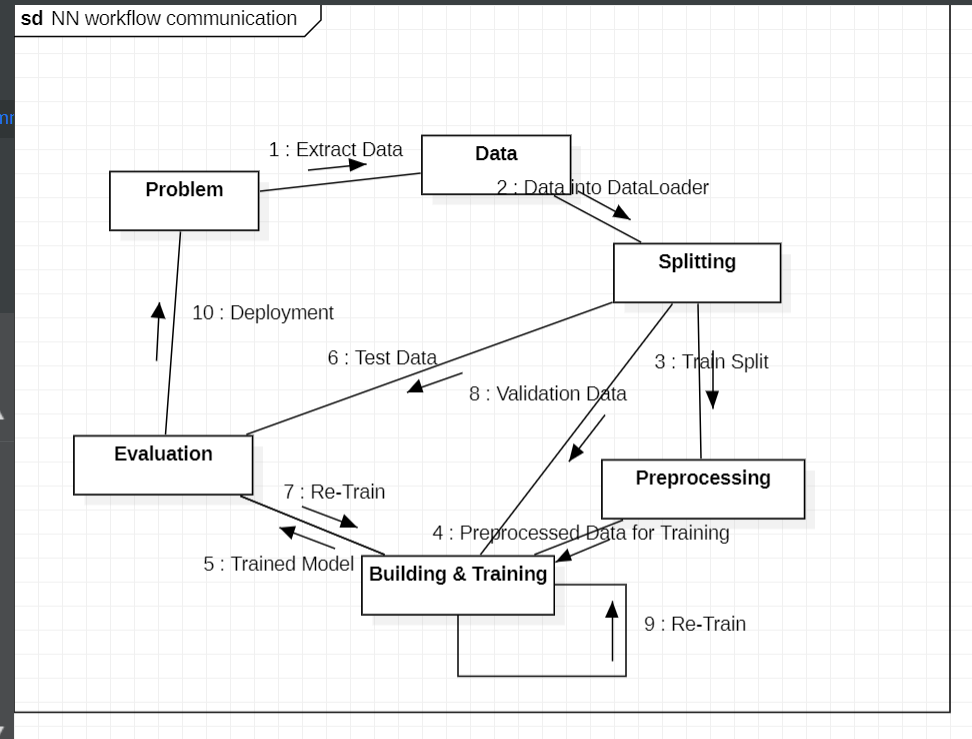 sd NN workflow communication
1 : Extract Data
Data
Problem
2 : Data into DataLoader
Splitting
10 : Deployment
6 : Test Data
3 : Train Split
8 : Validation Data
Evaluation
Preprocessing
7 : Re-Train
4 : Preprocessed Data for Training
5 : Trained Model
Building & Training
9 : Re-Train